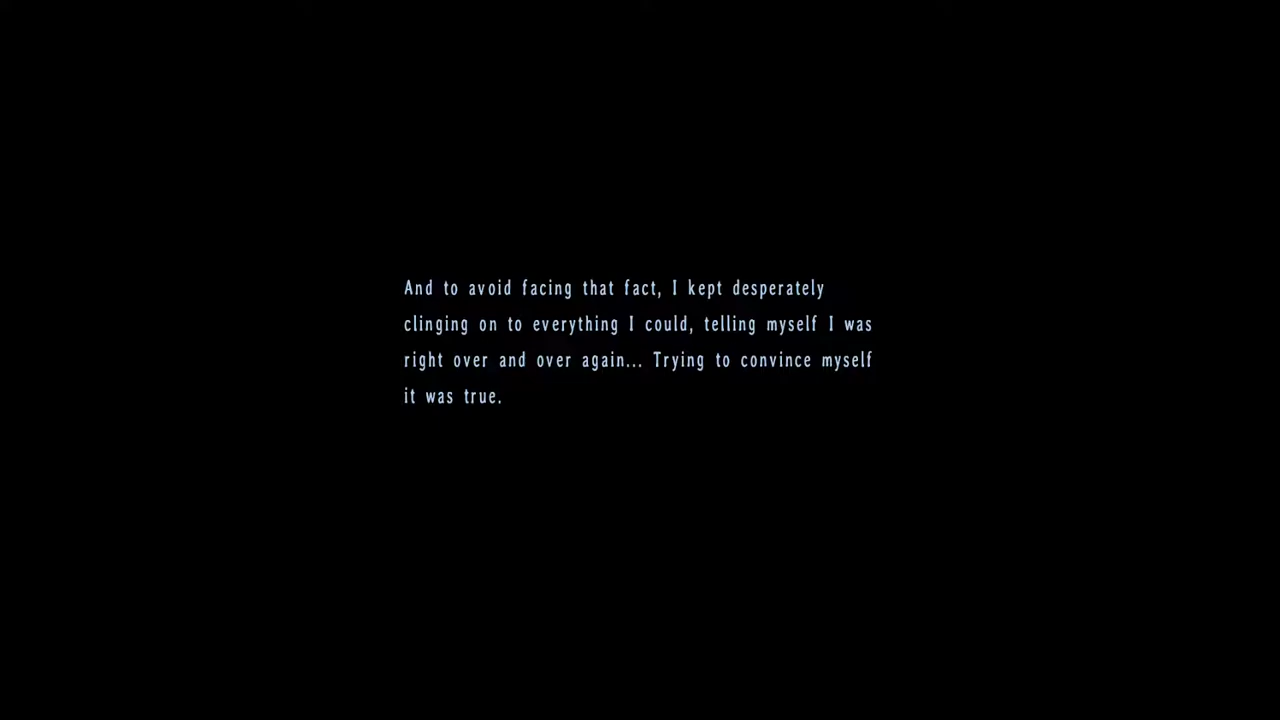 And to avoid facing that fact, I kept desperately
clinging on to everything I could, telling myself I was
right over and over again... Trying to convince myself
it was true.